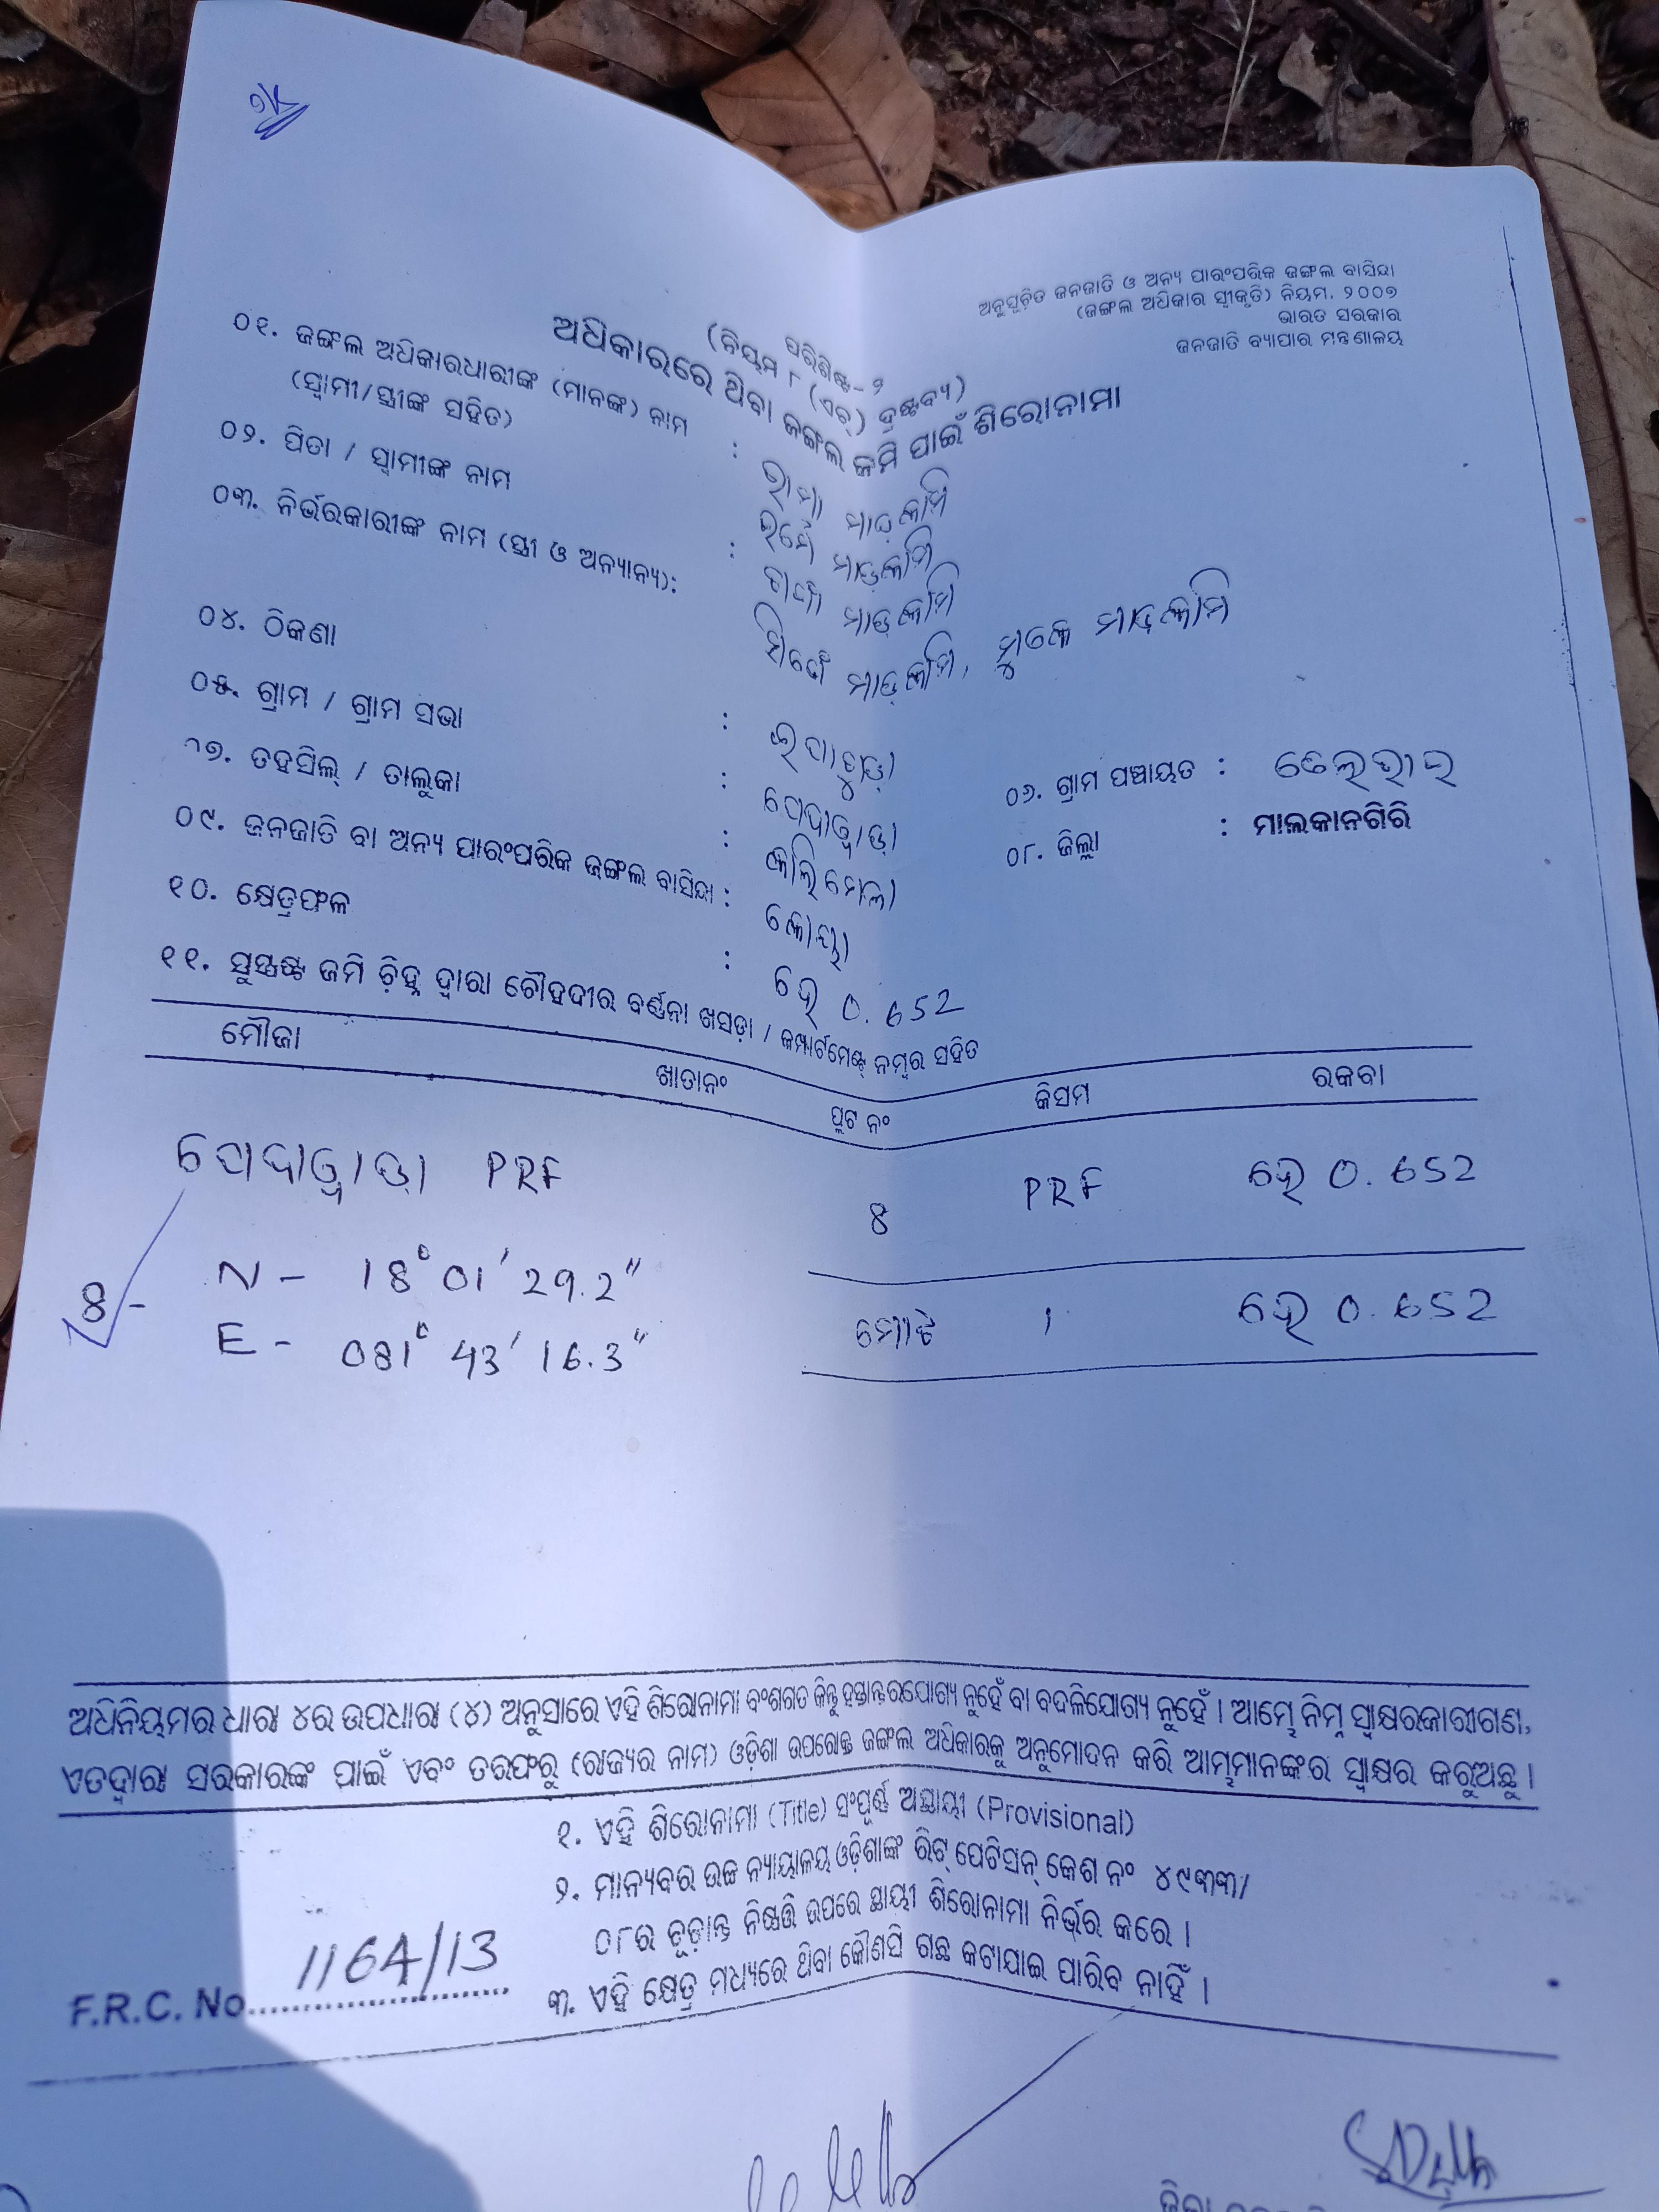 ଅନୁସୂଚିତ ଜନଜାତି ଓ ଅନ୍ୟ ପାରଂପରିକ ଜଙ୍ଗଲ ବାସିନ୍ଦା
(ଜଙ୍ଗଲ ଅଧିକାର ସ୍ୱୀକୃତି) ନିୟମ, ୨୦୦୭
ଭାରତ ସରକାର
ଜନଜାତି ବ୍ୟାପାର ମନ୍ତ୍ରଣାଳୟ
ପରିଶିଷ୍ଟ-୨
(ନିୟମ ୮ (ଏଚ୍) ଦ୍ରଷ୍ଟବ୍ୟ)
ଅଧିକାରରେ ଥିବା ଜଙ୍ଗଲ ଜମି ପାଇଁ ଶିରୋନାମା
୦୧. ଜଙ୍ଗଲ ଅଧିକାରଧାରୀଙ୍କ (ମାନଙ୍କ) ନାମ : ରାମା ମାଡ଼କାମି
(ସ୍ୱାମୀ/ସ୍ତ୍ରୀଙ୍କ ସହିତ) ମାଡ଼କାମି
୦୨. ପିତା / ସ୍ୱାମୀଙ୍କ ନାମ : ମାଡ଼କାମି
୦୩. ନିର୍ଭରକାରୀଙ୍କ ନାମ (ସ୍ତ୍ରୀ ଓ ଅନ୍ୟାନ୍ୟ): ମାଡ଼କାମି, ମାଡ଼କାମି
୦୪. ଠିକଣା :
୦୫. ଗ୍ରାମ / ଗ୍ରାମ ସଭା : ୦୬. ଗ୍ରାମ ପଞ୍ଚାୟତ :
୦୭. ତହସିଲ୍ / ତାଲୁକା : କାଲିମେଳା ୦୮. ଜିଲ୍ଲା : ମାଲକାନଗିରି
୦୯. ଜନଜାତି ବା ଅନ୍ୟ ପାରଂପରିକ ଜଙ୍ଗଲ ବାସିନ୍ଦା : କୋୟା
୧୦. କ୍ଷେତ୍ରଫଳ : ହେ 0.652
୧୧. ସୁସ୍ପଷ୍ଟ ଜମି ଚିହ୍ନ ଦ୍ୱାରା ଚୌହଦୀର ବର୍ଣ୍ଣନା ଖସଡ଼ା / କମ୍ପାର୍ଟମେଣ୍ଟ୍ ନମ୍ବର ସହିତ
ମୌଜା ଖାତାନଂ ପ୍ଲଟ ନଂ କିସମ ରକବା
PRF 8 PRF ହେ 0.652
8 - N - 18° 01' 29.2"
E - 081° 43' 16.3"
ମୋଟ 1 ହେ 0.652
ଅଧିନିୟମର ଧାରା ୪ର ଉପଧାରା (୪) ଅନୁସାରେ ଏହି ଶିରୋନାମା ବଂଶଗତ କିନ୍ତୁ ହସ୍ତାନ୍ତରଯୋଗ୍ୟ ନୁହେଁ ବା ବଦଳିଯୋଗ୍ୟ ନୁହେଁ । ଆମ୍ଭେ ନିମ୍ନ ସ୍ୱାକ୍ଷରକାରୀଗଣ,
ଏତଦ୍ୱାରା ସରକାରଙ୍କ ପାଇଁ ଏବଂ ତରଫରୁ (ରାଜ୍ୟର ନାମ) ଓଡ଼ିଶା ଉପରୋକ୍ତ ଜଙ୍ଗଲ ଅଧିକାରକୁ ଅନୁମୋଦନ କରି ଆମ୍ଭମାନଙ୍କର ସ୍ୱାକ୍ଷର କରୁଅଛୁ ।
୧. ଏହି ଶିରୋନାମା (Title) ସଂପୂର୍ଣ୍ଣ ଅସ୍ଥାୟୀ (Provisional)
୨. ମାନ୍ୟବର ଉଚ୍ଚ ନ୍ୟାୟାଳୟ ଓଡ଼ିଶାଙ୍କ ରିଟ୍ ପେଟିସନ୍ କେଶ ନଂ ୪୯୩୩/
୦୮ର ଚୂଡ଼ାନ୍ତ ନିଷ୍ପତ୍ତି ଉପରେ ସ୍ଥାୟୀ ଶିରୋନାମା ନିର୍ଭର କରେ ।
୩. ଏହି କ୍ଷେତ୍ର ମଧ୍ୟରେ ଥିବା କୌଣସି ଗଛ କଟାଯାଇ ପାରିବ ନାହିଁ ।
F.R.C. No. 1164/13